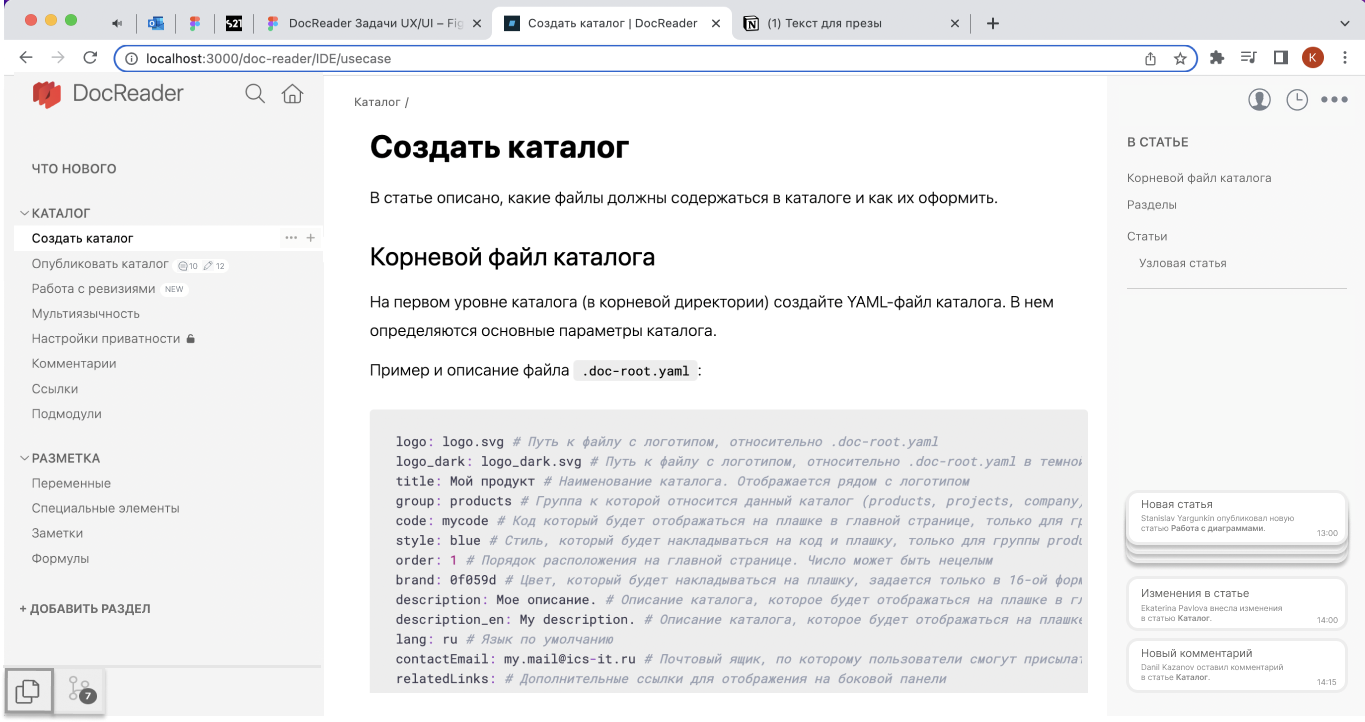 DocReader Задачи UX/UI – Fig
Создать каталог | DocReader
(1) Текст для презы
localhost:3000/doc-reader/IDE/usecase
K
DocReader
ЧТО НОВОГО
КАТАЛОГ
Создать каталог
Опубликовать каталог 10 12
Работа с ревизиями NEW
Мультиязычность
Настройки приватности
Комментарии
Ссылки
Подмодули
РАЗМЕТКА
Переменные
Специальные элементы
Заметки
Формулы
+ ДОБАВИТЬ РАЗДЕЛ
7
Каталог /
Создать каталог
В статье описано, какие файлы должны содержаться в каталоге и как их оформить.
Корневой файл каталога
На первом уровне каталога (в корневой директории) создайте YAML-файл каталога. В нем
определяются основные параметры каталога.
Пример и описание файла .doc-root.yaml :
logo: logo.svg # Путь к файлу с логотипом, относительно .doc-root.yaml
logo_dark: logo_dark.svg # Путь к файлу с логотипом, относительно .doc-root.yaml в темной
title: Мой продукт # Наименование каталога. Отображается рядом с логотипом
group: products # Группа к которой относится данный каталог (products, projects, company,
code: mycode # Код который будет отображаться на плашке в главной странице, только для гр
style: blue # Стиль, который будет накладываться на код и плашку, только для группы produ
order: 1 # Порядок расположения на главной странице. Число может быть нецелым
brand: 0f059d # Цвет, который будет накладываться на плашку, задается только в 16-ой форм
description: Мое описание. # Описание каталога, которое будет отображаться на плашке в гл
description_en: My description. # Описание каталога, которое будет отображаться на плашке
lang: ru # Язык по умолчанию
contactEmail: my.mail@ics-it.ru # Почтовый ящик, по которому пользователи смогут присылат
relatedLinks: # Дополнительные ссылки для отображения на боковой панели
В СТАТЬЕ
Корневой файл каталога
Разделы
Статьи
Узловая статья
Новая статья
Stanislav Yargunkin опубликовал новую
статью Работа с диаграммами.
13:00
Изменения в статье
Ekaterina Pavlova внесла изменения
в статью Каталог.
14:00
Новый комментарий
Danil Kazanov оставил комментарий
в статье Каталог.
14:15